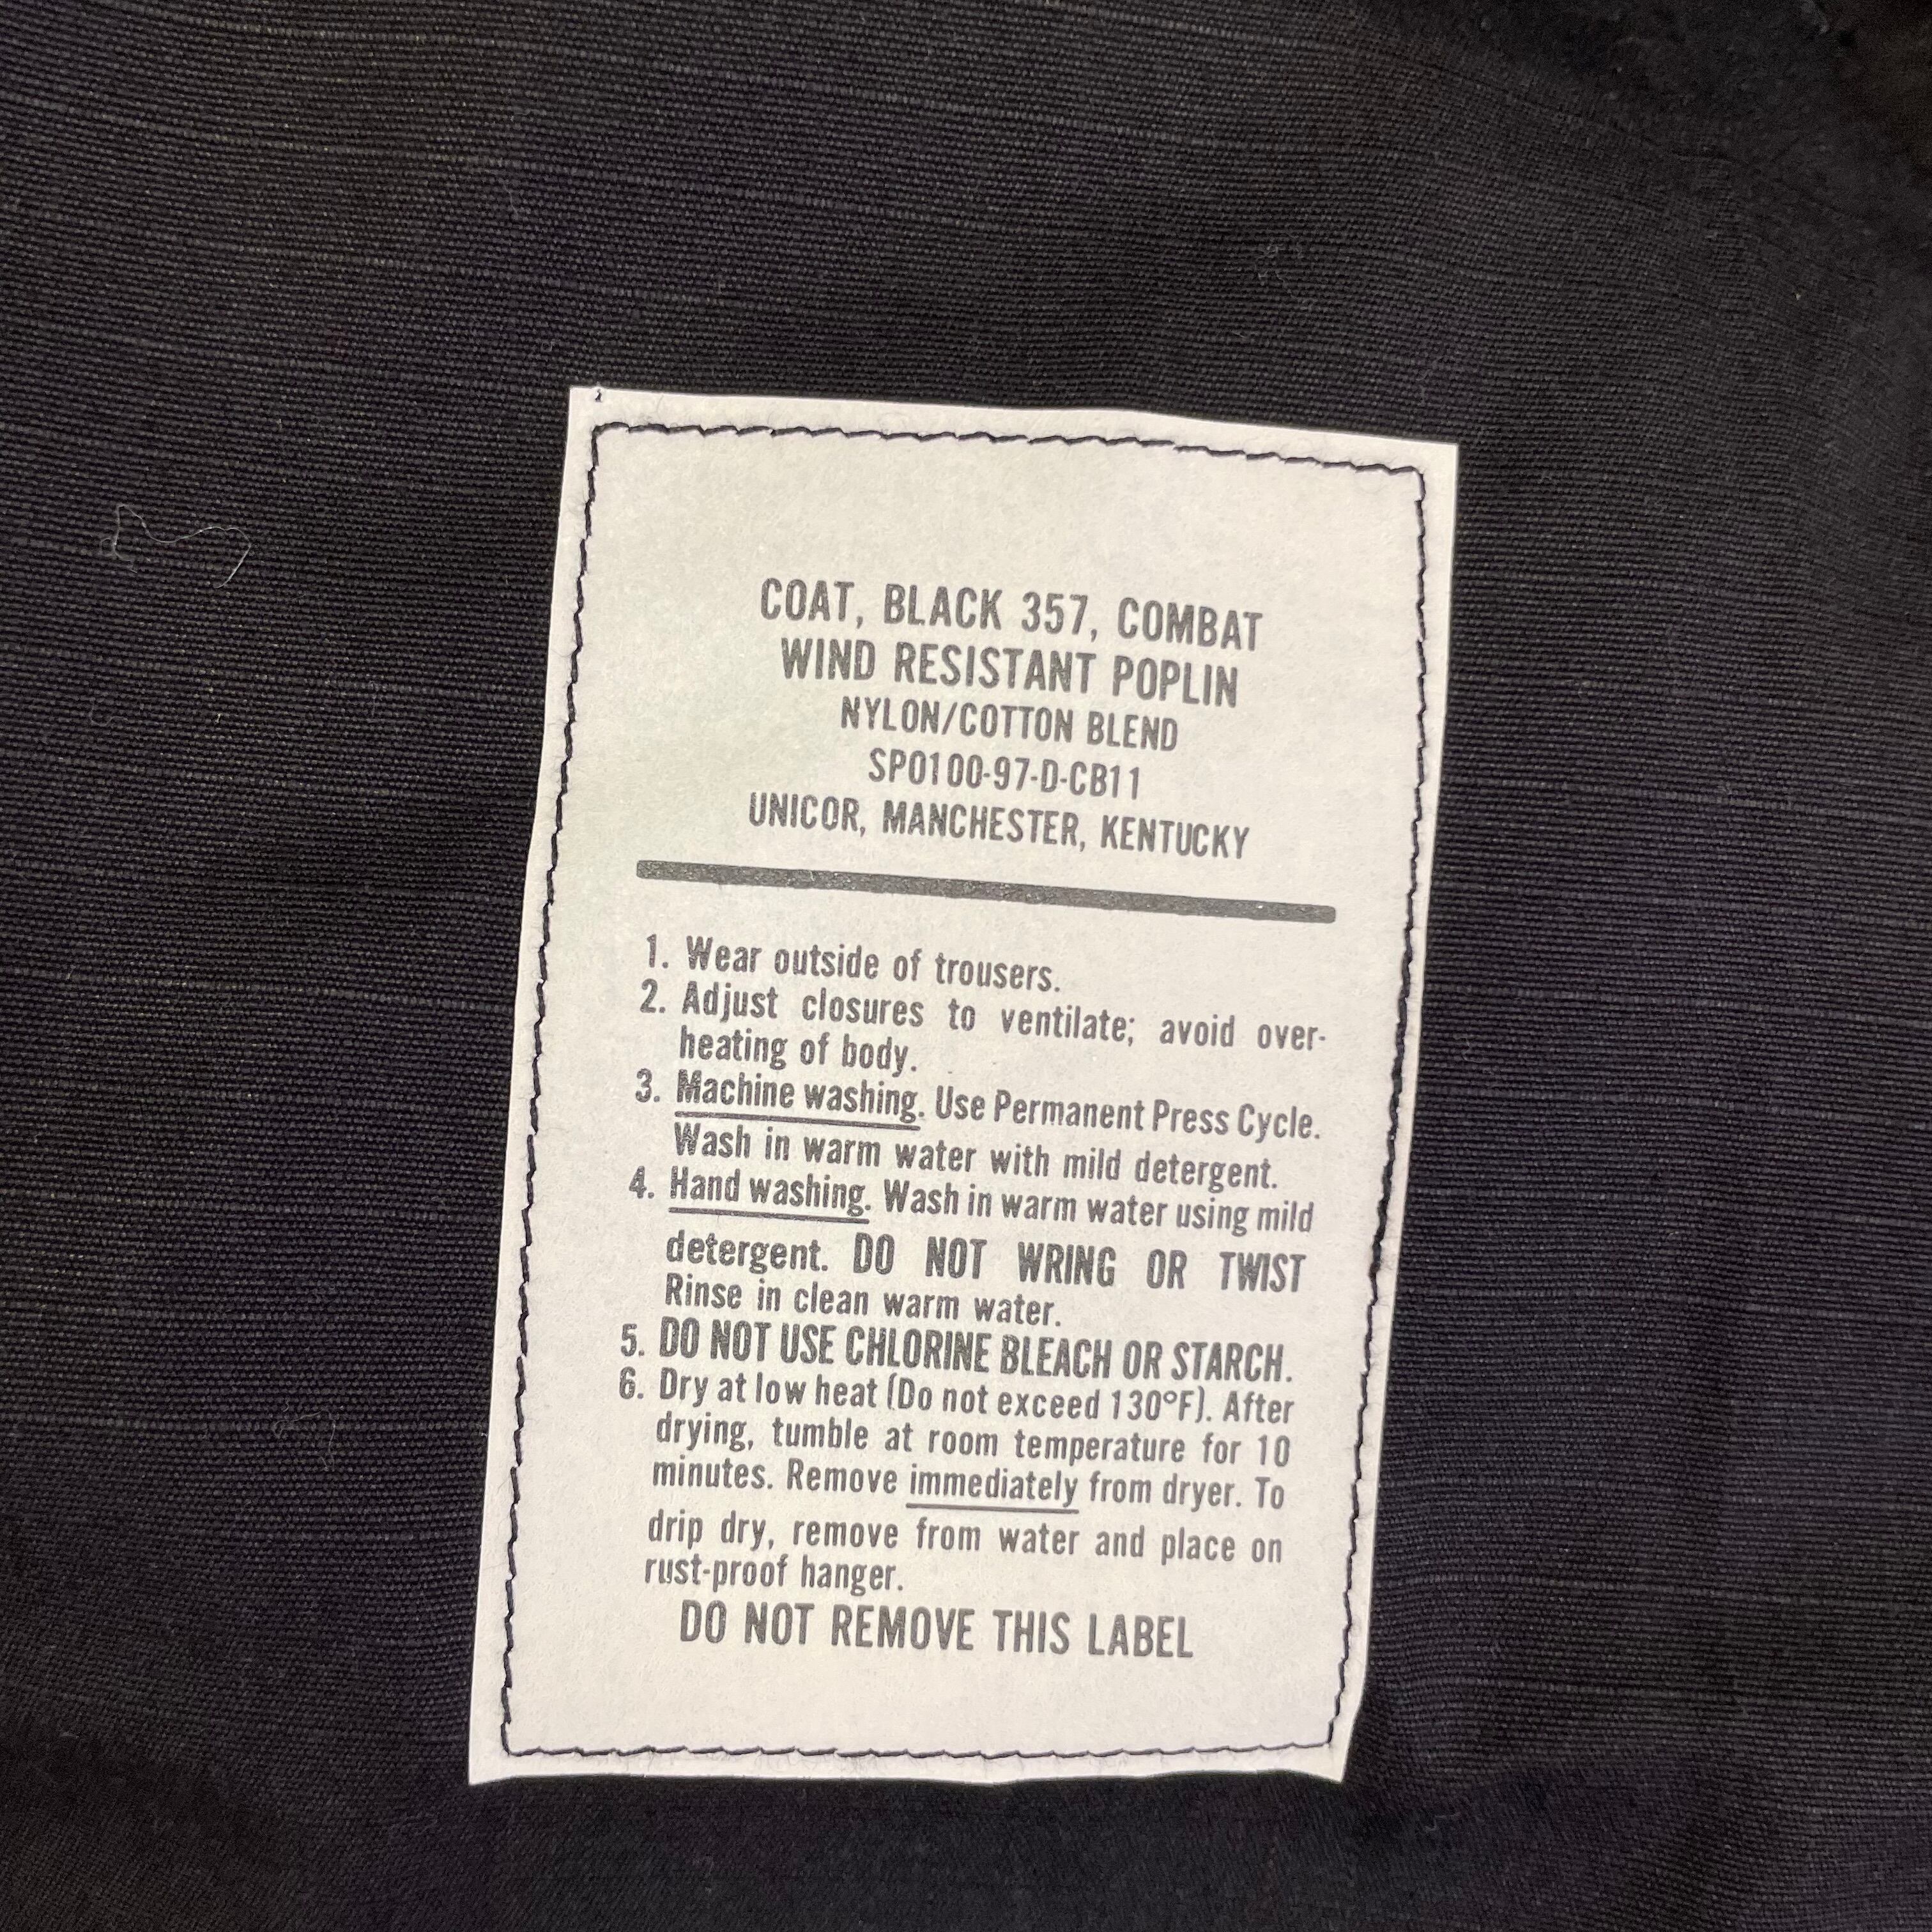 COAT, BLACK 357, COMBAT
WIND RESISTANT POPLIN
NYLON/COTTON BLEND
SPO100-97-D-CB11
UNICOR, MANCHESTER, KENTUCKY
1. Wear outside of trousers.
2. Adjust closures to ventilate; avoid over-
heating of body.
3. Machine washing. Use Permanent Press Cycle.
Wash in warm water with mild detergent.
4. Hand washing. Wash in warm water using mild
detergent. DO NOT WRING OR TWIST
Rinse in clean warm water.
5. DO NOT USE CHLORINE BLEACH OR STARCH.
6. Dry at low heat (Do not exceed 130°F). After
drying, tumble at room temperature for 10
minutes. Remove immediately from dryer. To
drip dry, remove from water and place on
rust-proof hanger.
DO NOT REMOVE THIS LABEL